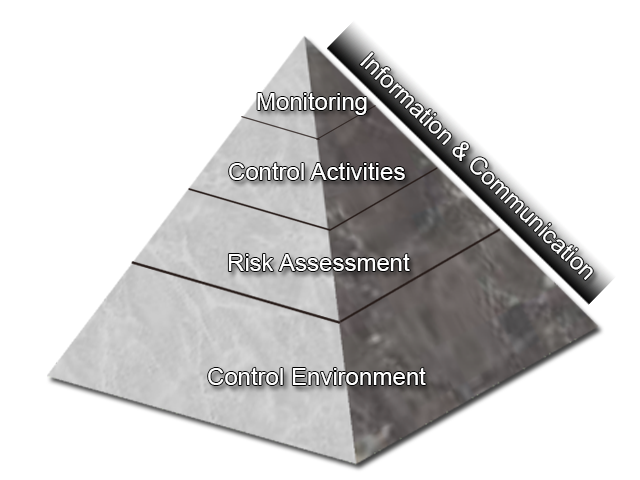 Monitoring
Information & Communication
Control Activities
Risk Assessment
Control Environment